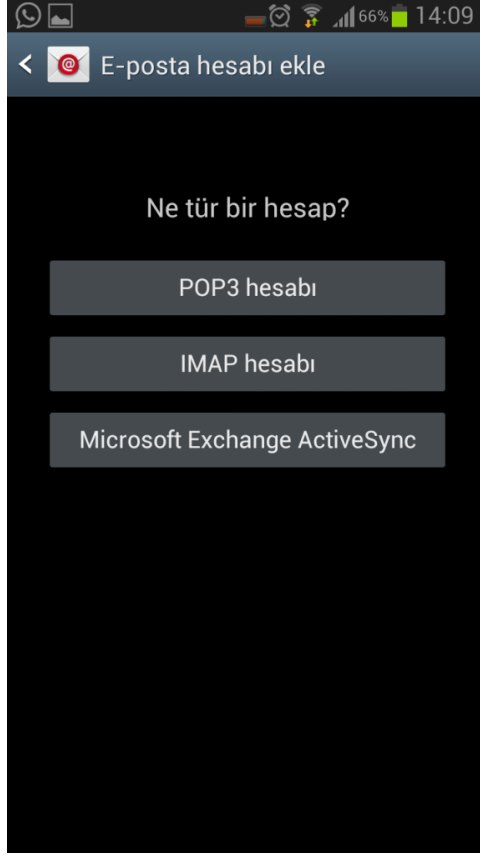 66% 14:09
E-posta hesabı ekle
Ne tür bir hesap?
POP3 hesabı
IMAP hesabı
Microsoft Exchange ActiveSync